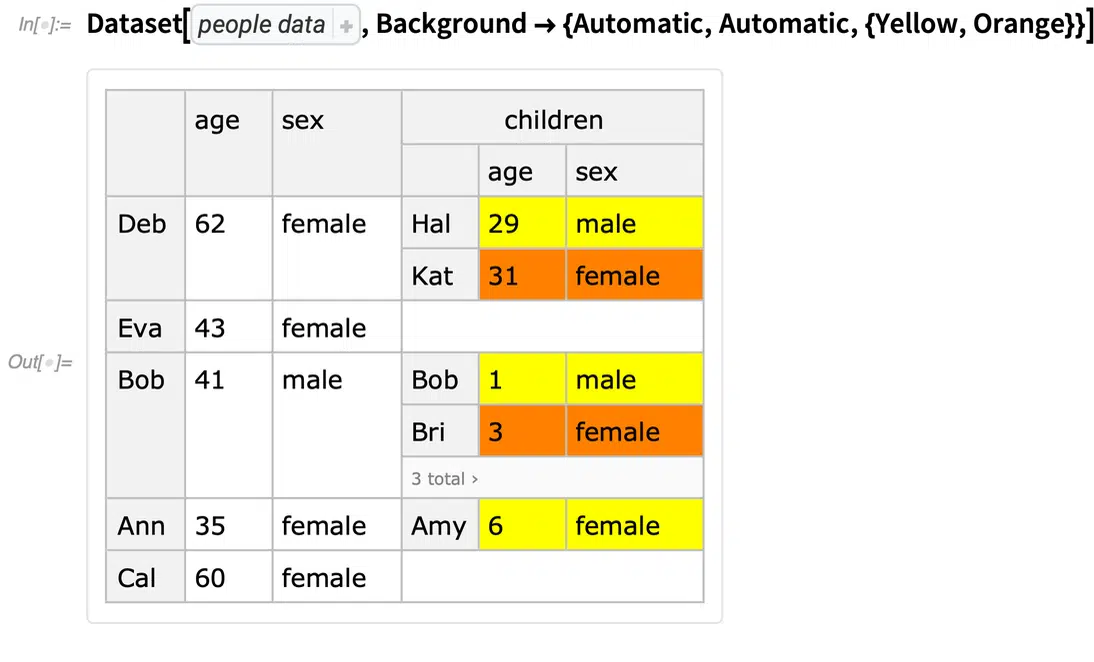 In[•]:= Dataset[ people data + , Background → {Automatic, Automatic, {Yellow, Orange}}]
age sex children
age sex
Deb 62 female Hal 29 male
Kat 31 female
Eva 43 female
Out[•]=
Bob 41 male Bob 1 male
Bri 3 female
3 total ›
Ann 35 female Amy 6 female
Cal 60 female